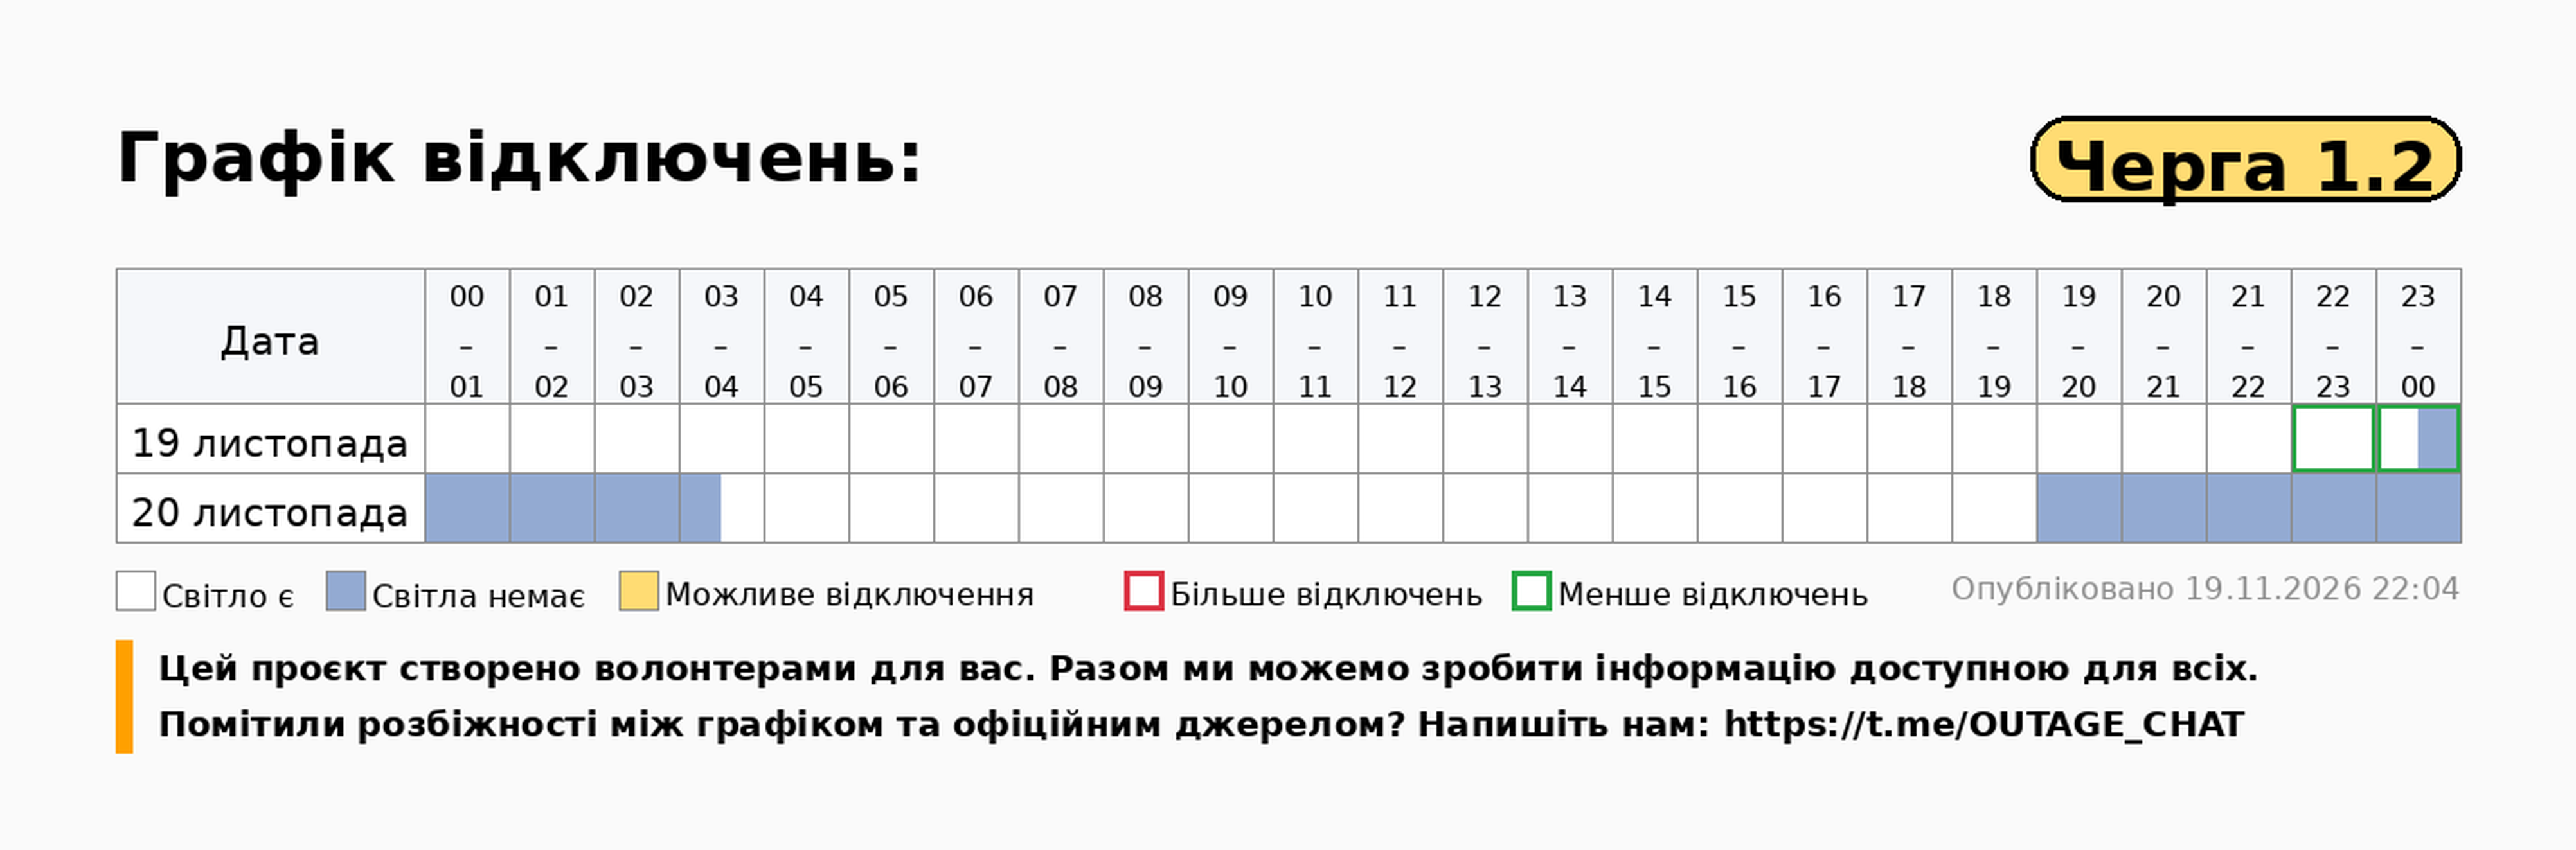 Графік відключень:
Черга 1.2
Дата 00 – 01 01 – 02 02 – 03 03 – 04 04 – 05 05 – 06 06 – 07 07 – 08 08 – 09 09 – 10 10 – 11 11 – 12 12 – 13 13 – 14 14 – 15 15 – 16 16 – 17 17 – 18 18 – 19 19 – 20 20 – 21 21 – 22 22 – 23 23 – 00
19 листопада
20 листопада
Світло є Світла немає Можливе відключення Більше відключень Менше відключень Опубліковано 19.11.2026 22:04
Цей проєкт створено волонтерами для вас. Разом ми можемо зробити інформацію доступною для всіх.
Помітили розбіжності між графіком та офіційним джерелом? Напишіть нам: https://t.me/OUTAGE_CHAT